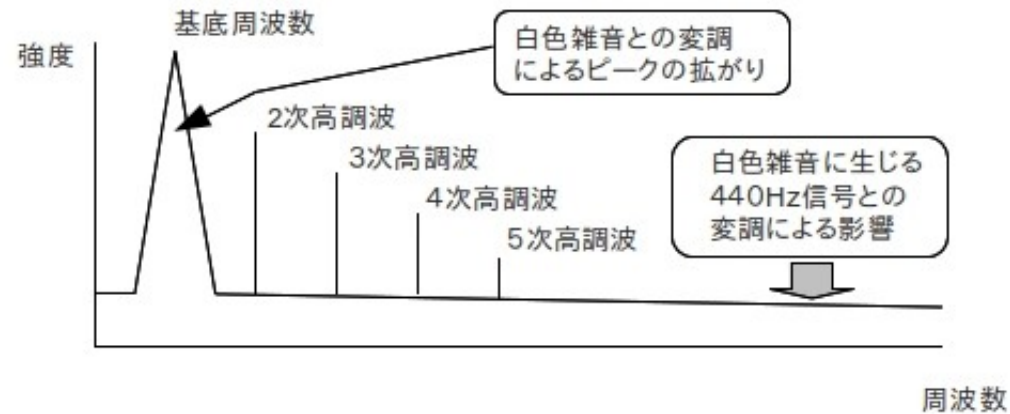 基底周波数
強度
白色雑音との変調
によるピークの拡がり
2次高調波
3次高調波
4次高調波
5次高調波
白色雑音に生じる
440Hz信号との
変調による影響
周波数